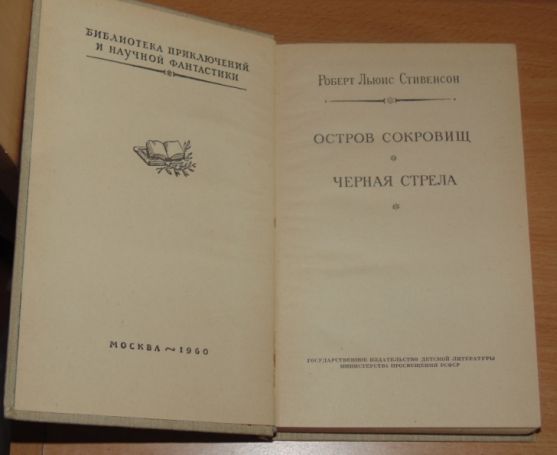 БИБЛИОТЕКА ПРИКЛЮЧЕНИЙ
И НАУЧНОЙ ФАНТАСТИКИ
МОСКВА ~ 1960
РОБЕРТ ЛЬЮИС СТИВЕНСОН
ОСТРОВ СОКРОВИЩ
ЧЕРНАЯ СТРЕЛА
ГОСУДАРСТВЕННОЕ ИЗДАТЕЛЬСТВО ДЕТСКОЙ ЛИТЕРАТУРЫ
МИНИСТЕРСТВА ПРОСВЕЩЕНИЯ РСФСР